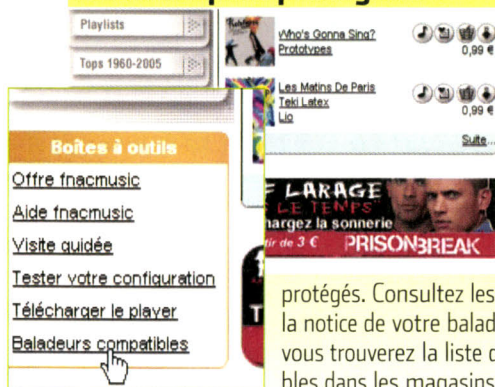 Playlists
Tops 1960-2005
Who's Gonna Sing?
Prototypes
0,99 €
Les Matins De Paris
Teki Latex
Lio
0,99 €
Suite...
Boîtes à outils
Offre fnacmusic
Aide fnacmusic
Visite guidée
Tester votre configuration
Télécharger le player
Baladeurs compatibles
LARAGE
LE TEMPS
hargez la sonnerie
tir de 3 € PRISON BREAK
protégés. Consultez les
la notice de votre balad
vous trouverez la liste d
bles dans les magasins